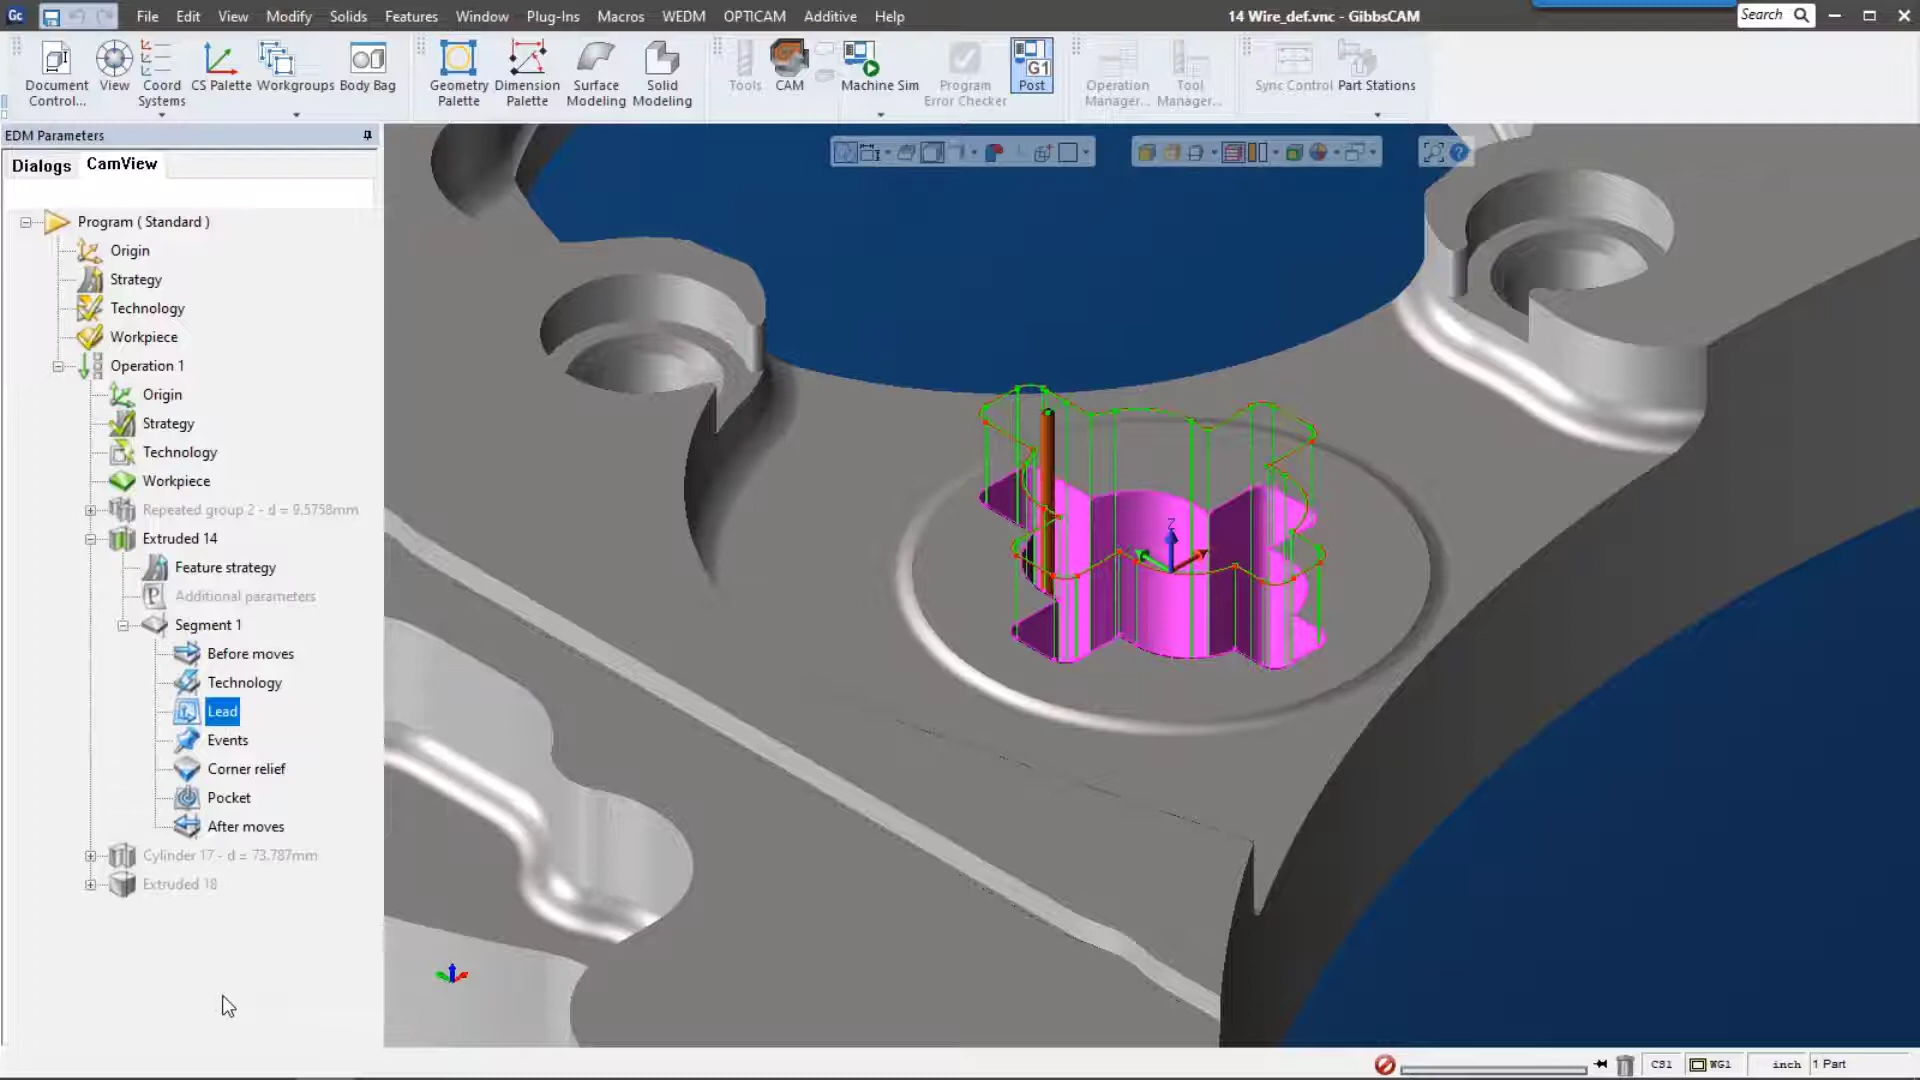 Gc
File Edit View Modify Solids Features Window Plug-Ins Macros WEDM OPTICAM Additive Help
14 Wire_def.vnc - GibbsCAM
Search
Document Control...
View
Coord Systems
CS Palette
Workgroups
Body Bag
Geometry Palette
Dimension Palette
Surface Modeling
Solid Modeling
Tools
CAM
Machine Sim
Program Error Checker
G1
Post
Operation Manager...
Tool Manager...
Sync Control
Part Stations
EDM Parameters
Dialogs CamView
Program ( Standard )
Origin
Strategy
Technology
Workpiece
Operation 1
Origin
Strategy
Technology
Workpiece
Repeated group 2 - d = 9.5758mm
Extruded 14
Feature strategy
Additional parameters
Segment 1
Before moves
Technology
Lead
Events
Corner relief
Pocket
After moves
Cylinder 17 - d = 73.787mm
Extruded 18
Z
CS1 WG1 inch 1 Part